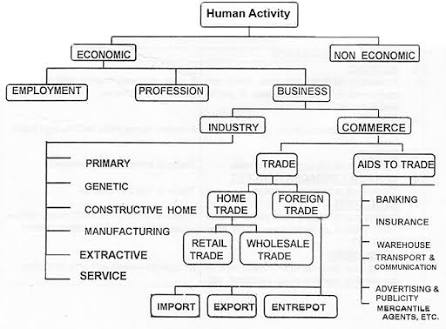 Human Activity
ECONOMIC
NON ECONOMIC
EMPLOYMENT
PROFESSION
BUSINESS
INDUSTRY
COMMERCE
PRIMARY
GENETIC
CONSTRUCTIVE HOME
MANUFACTURING
EXTRACTIVE
SERVICE
TRADE
AIDS TO TRADE
HOME
TRADE
FOREIGN
TRADE
RETAIL
TRADE
WHOLESALE
TRADE
IMPORT
EXPORT
ENTREPOT
BANKING
INSURANCE
WAREHOUSE
TRANSPORT &
COMMUNICATION
ADVERTISING &
PUBLICITY
MERCANTILE
AGENTS, ETC.